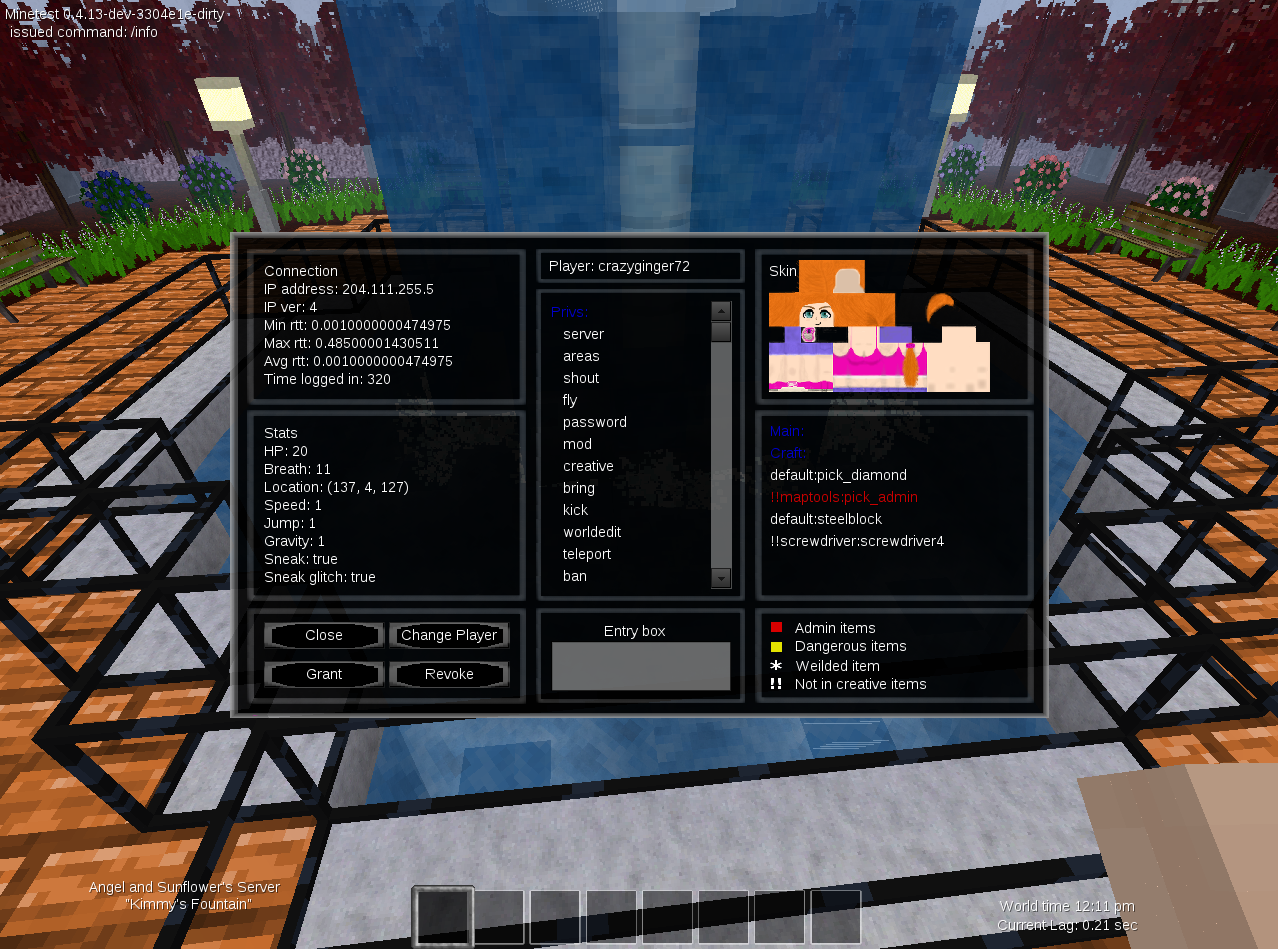 Minetest 0.4.13-dev-3304e1e-dirty
issued command: /info
Connection
IP address: 204.111.255.5
IP ver: 4
Min rtt: 0.0010000000474975
Max rtt: 0.48500001430511
Avg rtt: 0.0010000000474975
Time logged in: 320
Stats
HP: 20
Breath: 11
Location: (137, 4, 127)
Speed: 1
Jump: 1
Gravity: 1
Sneak: true
Sneak glitch: true
Close
Change Player
Grant
Revoke
Player: crazyginger72
Privs:
server
areas
shout
fly
password
mod
creative
bring
kick
worldedit
teleport
ban
Entry box
Skin
Main:
Craft:
default:pick_diamond
!!maptools:pick_admin
default:steelblock
!!screwdriver:screwdriver4
Admin items
Dangerous items
* Weilded item
!! Not in creative items
Angel and Sunflower's Server
"Kimmy's Fountain"
World time 12:11 pm
Current Lag: 0.21 sec